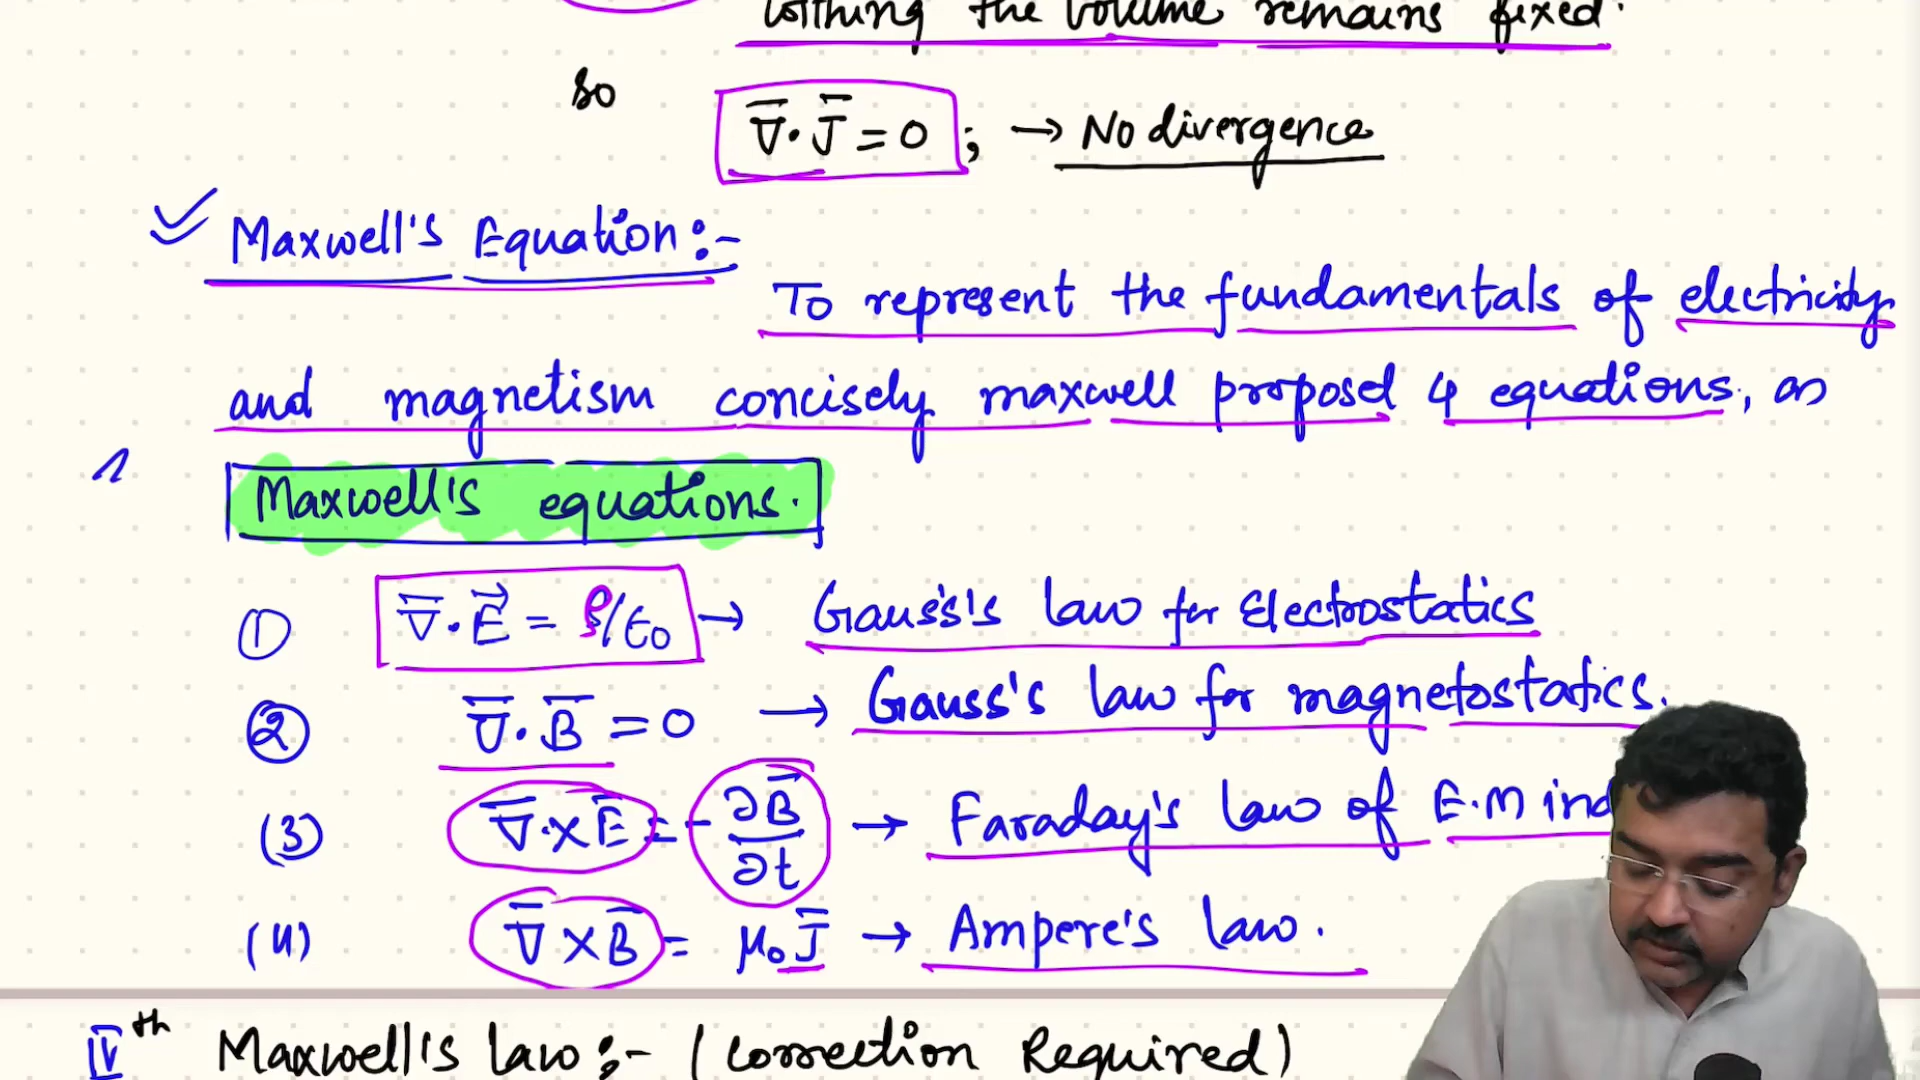 withing the volume remains fixed.
so
∇̄·J̄ = 0 ; → No divergence
Maxwell's Equation :-
To represent the fundamentals of electricity
and magnetism concisely maxwell proposed 4 equations, as
Maxwell's equations.
① ∇̄·E⃗ = ρ/ε₀ → Gauss's law for Electrostatics
② ∇̄·B̄ = 0 → Gauss's law for magnetostatics.
(3) ∇̄×Ē = - ∂B⃗/∂t → Faraday's law of E.M
(4) ∇̄×B̄ = μ₀J̄ → Ampere's law.
IVth Maxwell's law :- (Correction Required)